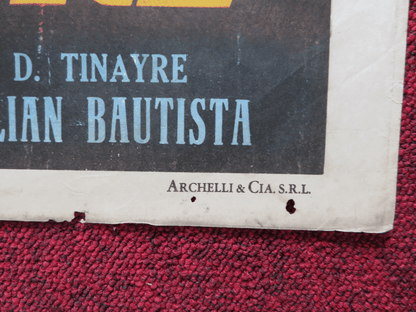 D. TINAYRE
LIAN BAUTISTA
ARCHELLI & CIA. S.R.L.